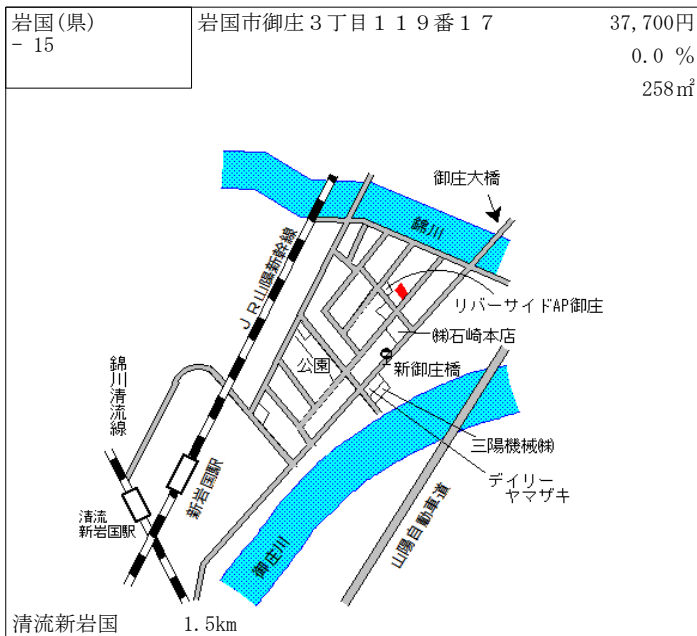 岩国(県)
- 15
岩国市御庄３丁目１１９番１７
37,700円
0.0 %
258㎡
御庄大橋
錦川
ＪＲ山陽新幹線
リバーサイドAP御庄
㈱石崎本店
公園
新御庄橋
錦川清流線
三陽機械㈱
デイリー
ヤマザキ
新岩国駅
清流
新岩国駅
山陽自動車道
御庄川
清流新岩国
1.5km